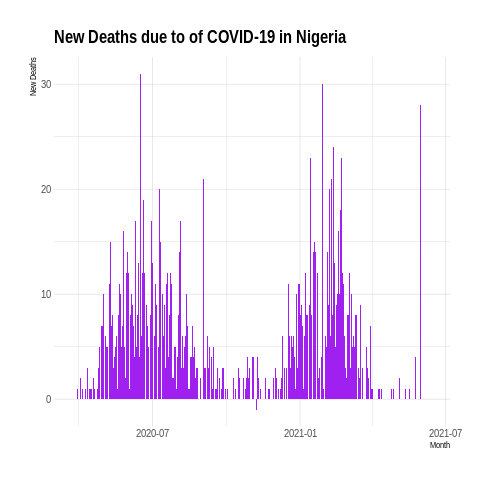 New Deaths due to of COVID-19 in Nigeria
New Deaths
30
20
10
0
2020-07
2021-01
2021-07
Month